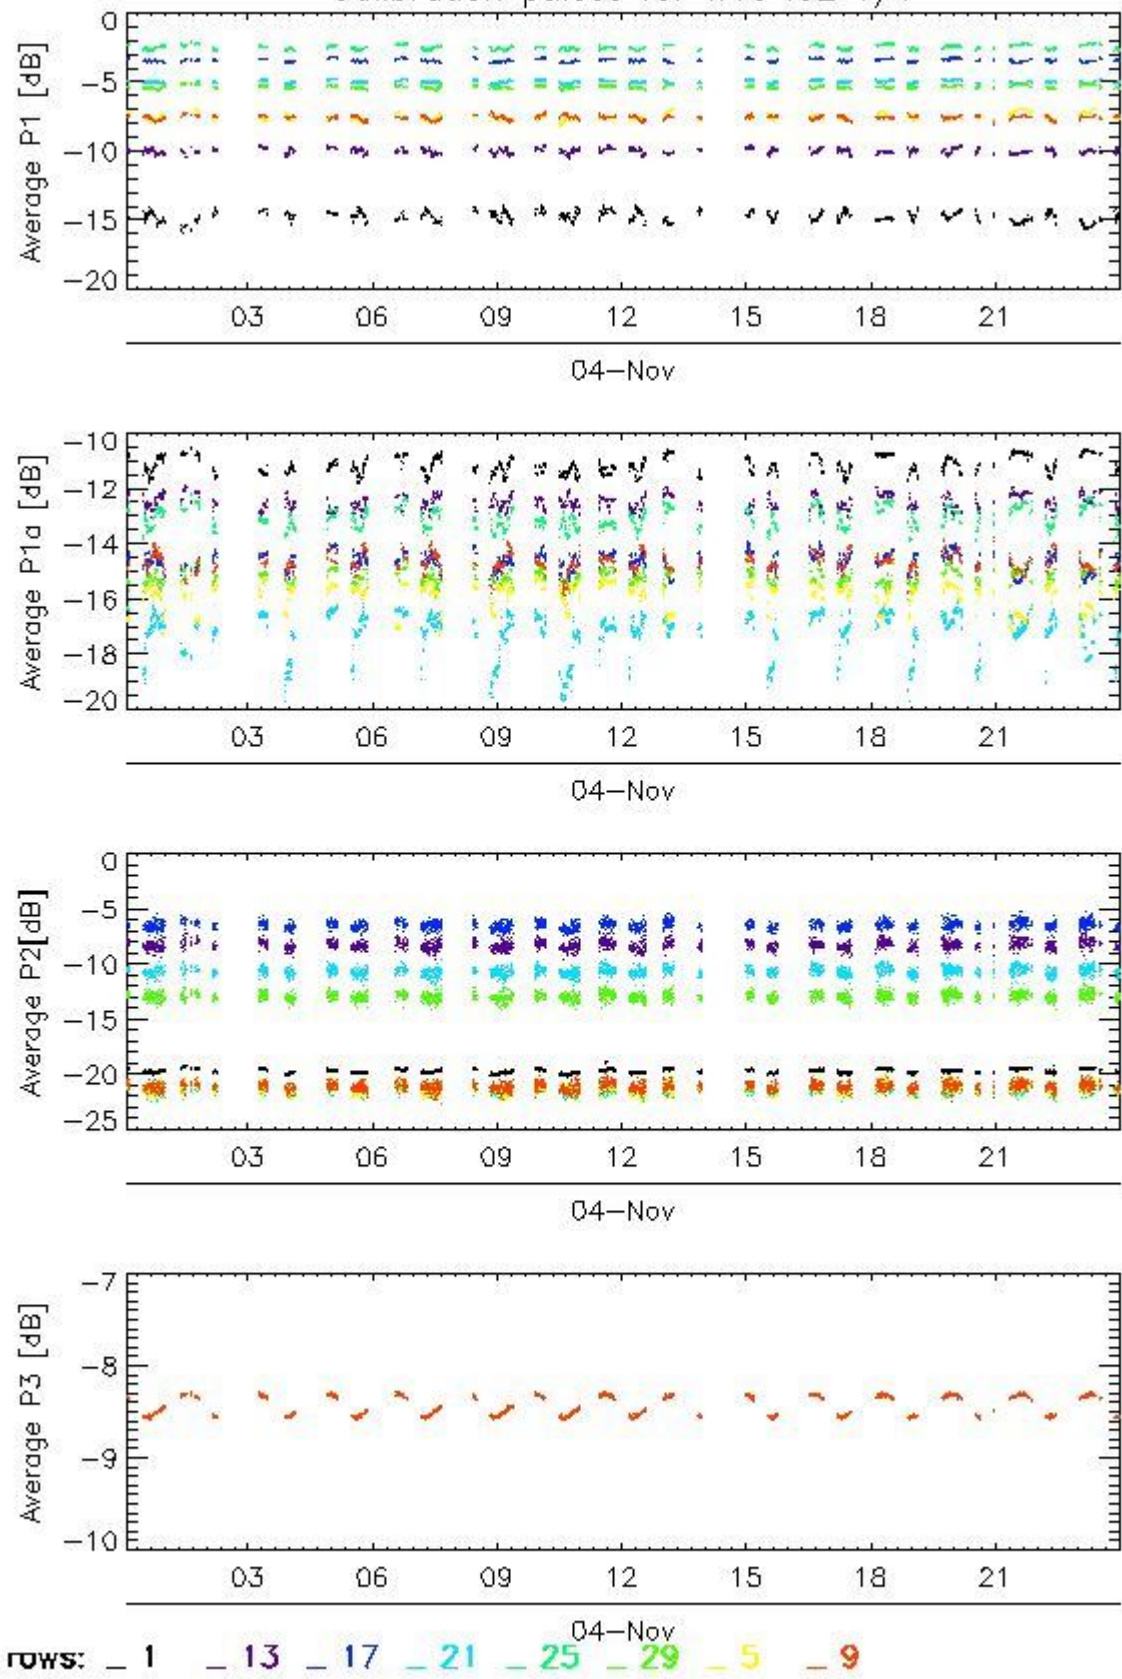 0
-5
-10
-15
-20
Average P1 [dB]
03 06 09 12 15 18 21
04-Nov
-10
-12
-14
-16
-18
-20
Average P1a [dB]
03 06 09 12 15 18 21
04-Nov
0
-5
-10
-15
-20
-25
Average P2[dB]
03 06 09 12 15 18 21
04-Nov
-7
-8
-9
-10
Average P3 [dB]
03 06 09 12 15 18 21
04-Nov
rows: _ 1 _ 13 _ 17 _ 21 _ 25 _ 29 _ 5 _ 9